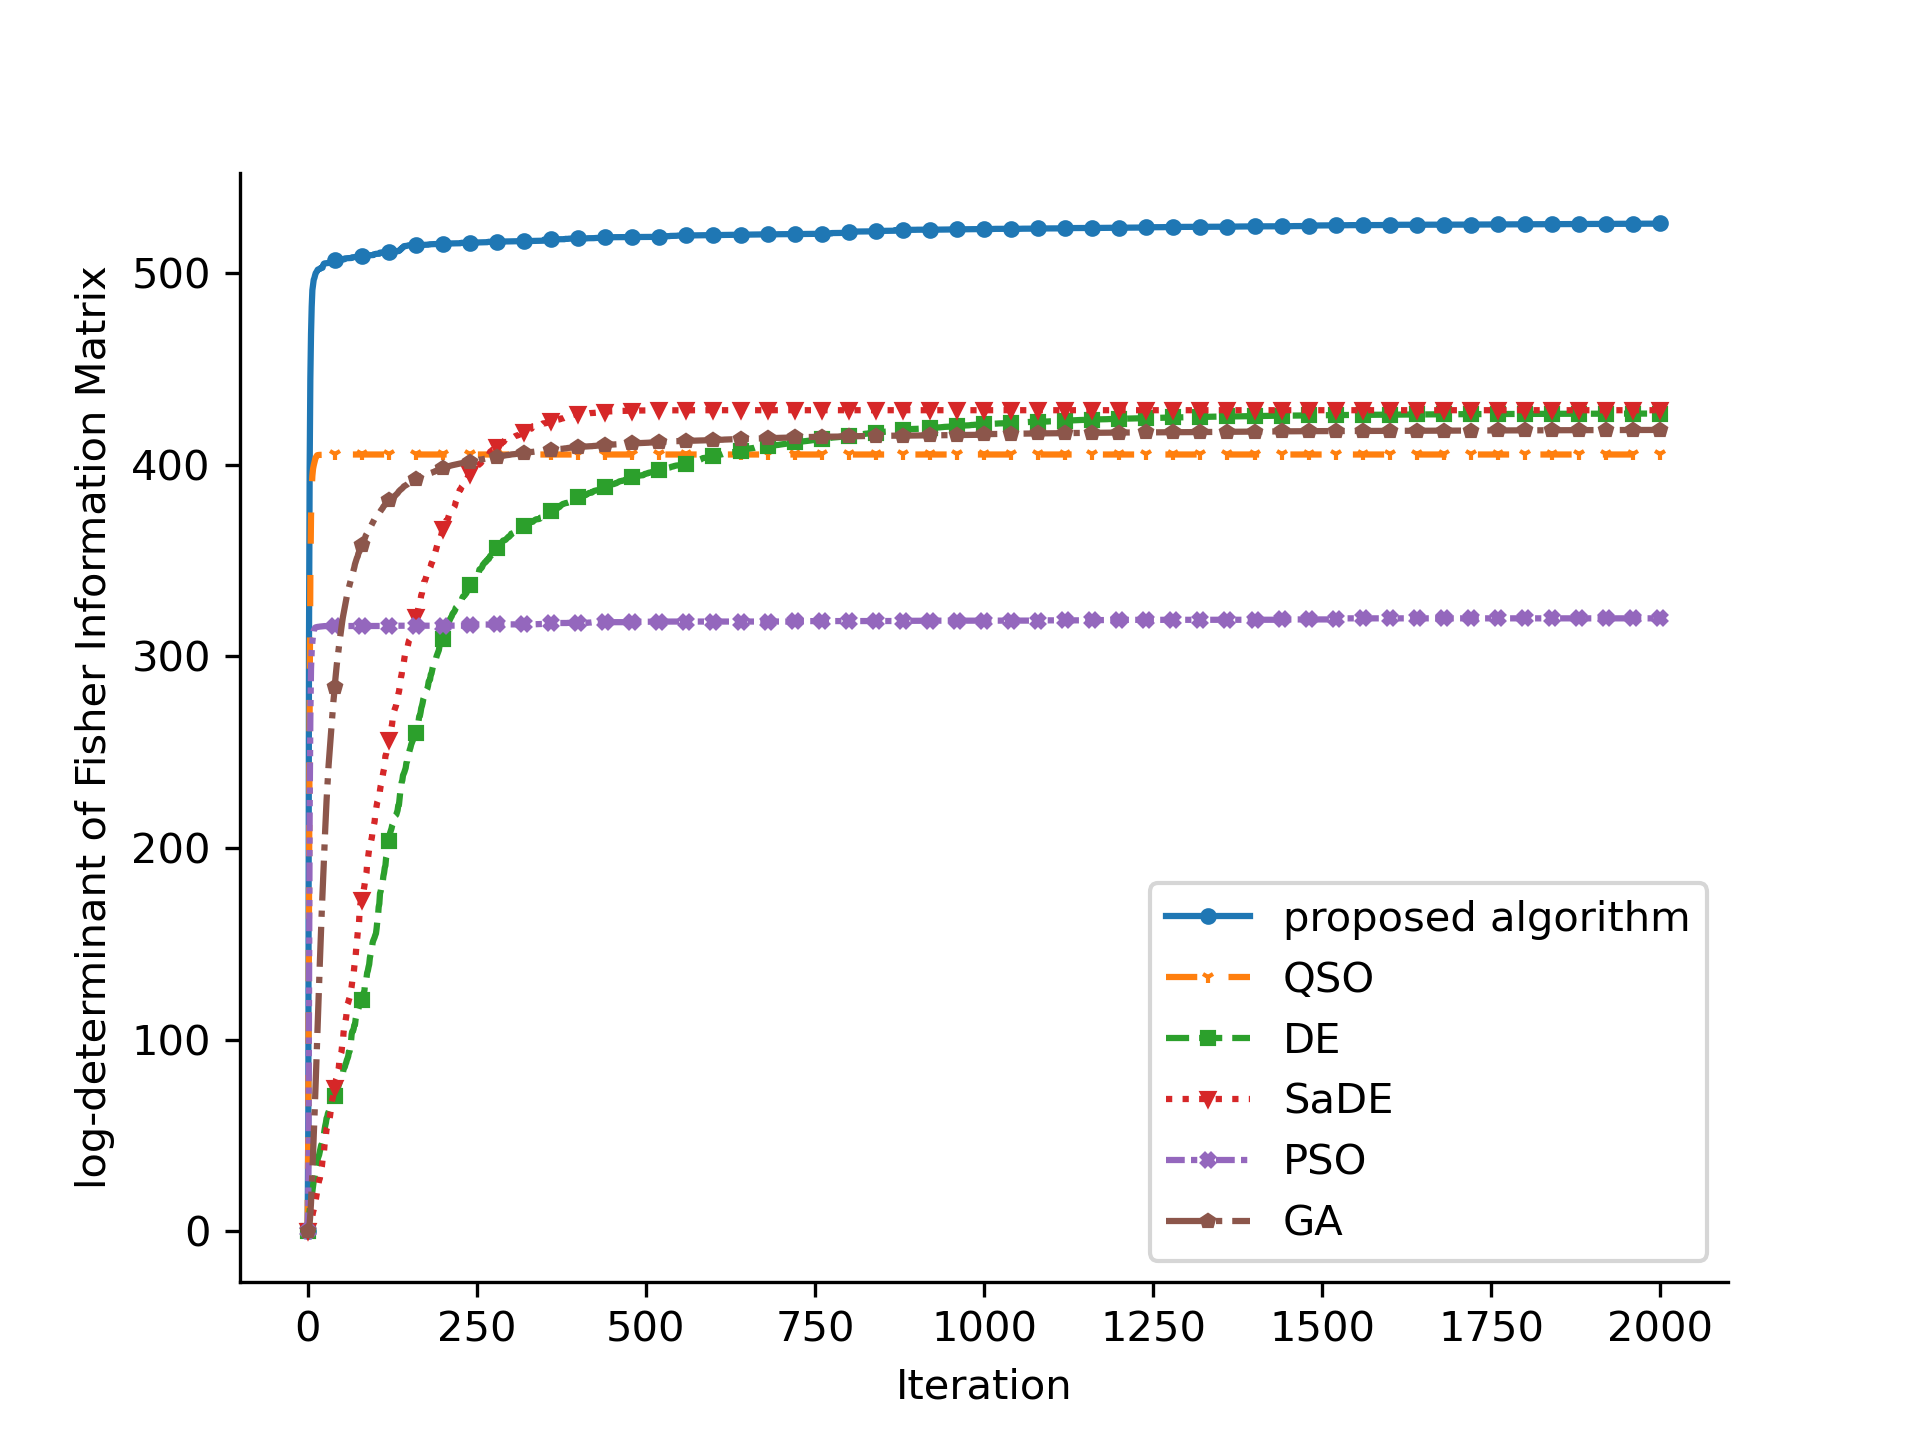 log-determinant of Fisher Information Matrix
500
400
300
200
100
0
0 250 500 750 1000 1250 1500 1750 2000
Iteration
proposed algorithm
QSO
DE
SaDE
PSO
GA